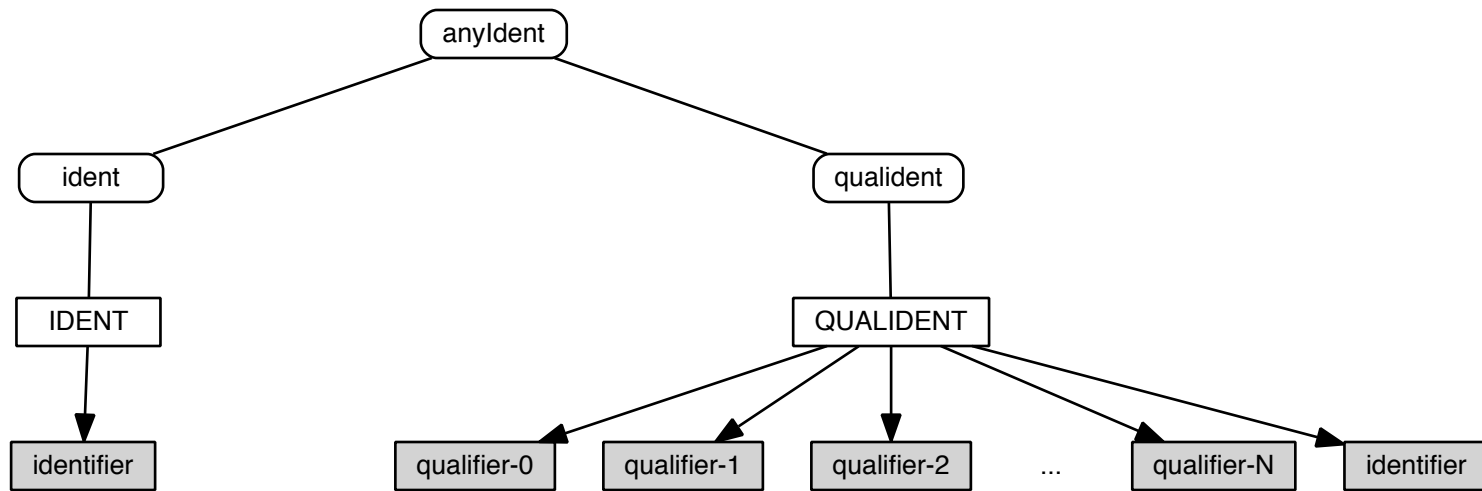 anyIdent
ident
qualident
IDENT
QUALIDENT
identifier
qualifier-0
qualifier-1
qualifier-2
...
qualifier-N
identifier